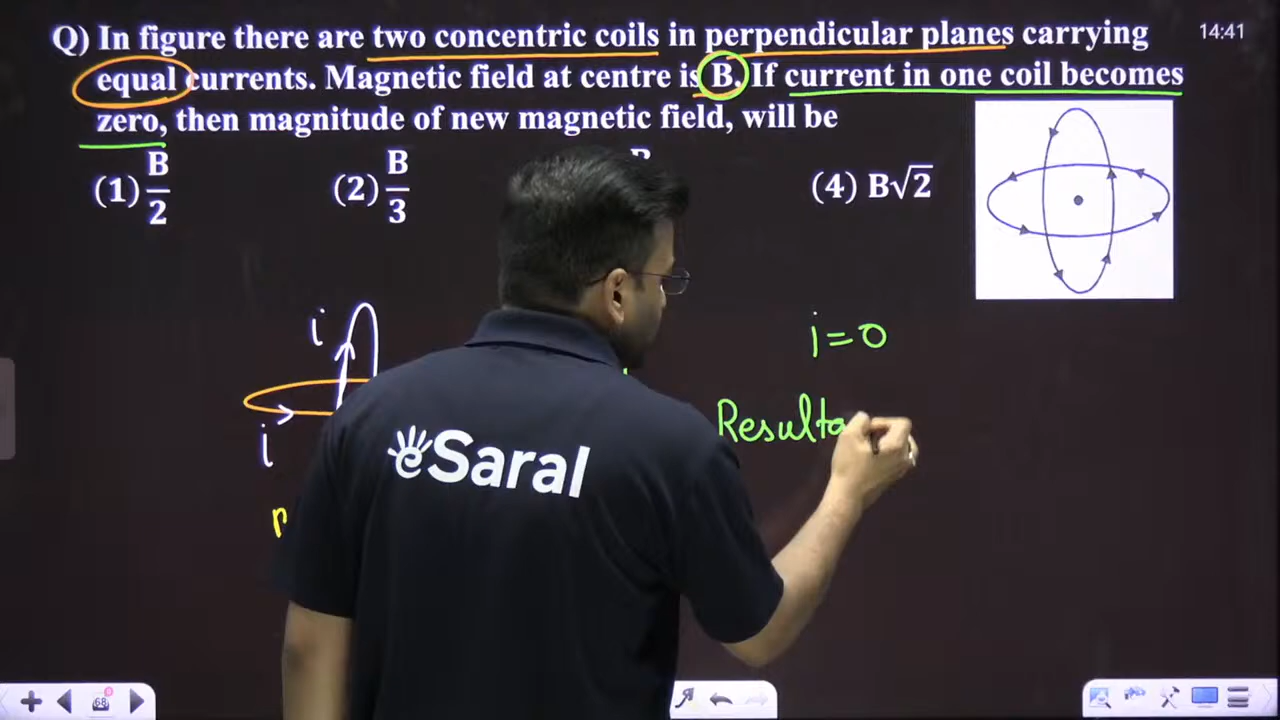 Q) In figure there are two concentric coils in perpendicular planes carrying
14:41
equal currents. Magnetic field at centre is B. If current in one coil becomes
zero, then magnitude of new magnetic field, will be
(1) B/2
(2) B/3
B
(4) B√2
i
i = 0
i
Resulta
eSaral
r
68